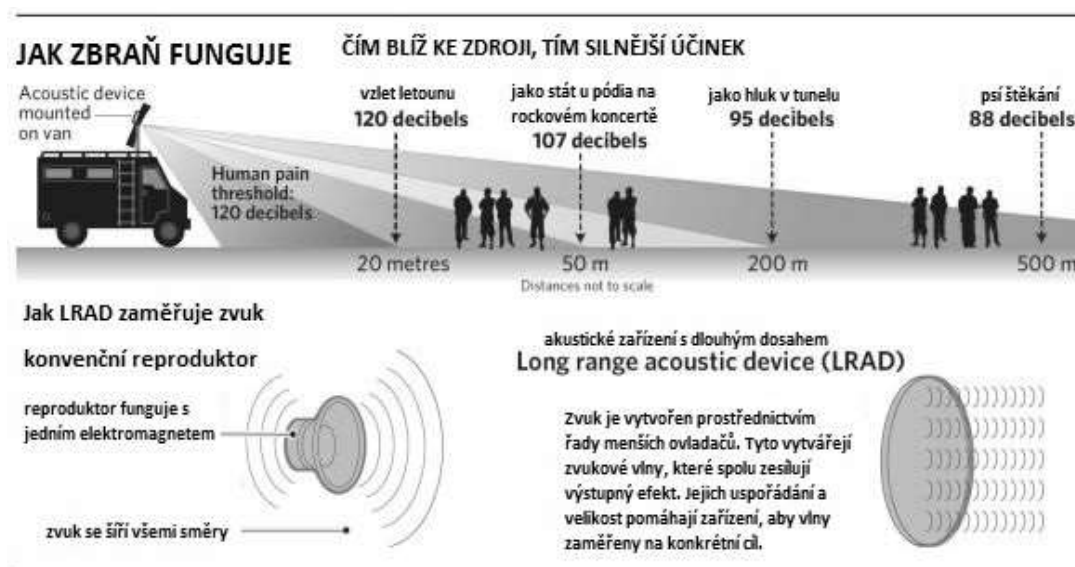 JAK ZBRAŇ FUNGUJE
ČÍM BLÍŽ KE ZDROJI, TÍM SILNĚJŠÍ ÚČINEK
Acoustic device
mounted
on van
vzlet letounu
120 decibels
jako stát u pódia na
rockovém koncertě
107 decibels
jako hluk v tunelu
95 decibels
psí štěkání
88 decibels
Human pain
threshold:
120 decibels
20 metres
50 m
200 m
500 m
Distances not to scale
Jak LRAD zaměřuje zvuk
konvenční reproduktor
reproduktor funguje s
jedním elektromagnetem
zvuk se šíří všemi směry
akustické zařízení s dlouhým dosahem
Long range acoustic device (LRAD)
Zvuk je vytvořen prostřednictvím
řady menších ovladačů. Tyto vytvářejí
zvukové vlny, které spolu zesílují
výstupný efekt. Jejich uspořádání a
velikost pomáhají zařízení, aby vlny
zaměřeny na konkrétní cíl.